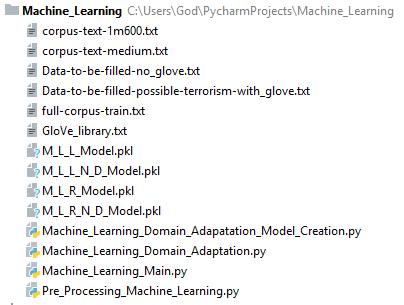 Machine_Learning C:\Users\God\PycharmProjects\Machine_Learning
corpus-text-1m600.txt
corpus-text-medium.txt
Data-to-be-filled-no_glove.txt
Data-to-be-filled-possible-terrorism-with_glove.txt
full-corpus-train.txt
GloVe_library.txt
M_L_L_Model.pkl
M_L_L_N_D_Model.pkl
M_L_R_Model.pkl
M_L_R_N_D_Model.pkl
Machine_Learning_Domain_Adapatation_Model_Creation.py
Machine_Learning_Domain_Adaptation.py
Machine_Learning_Main.py
Pre_Processing_Machine_Learning.py